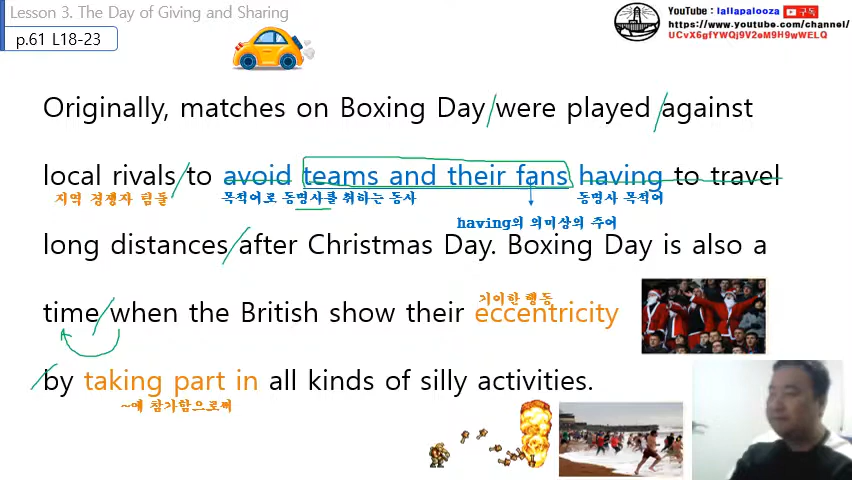 Lesson 3. The Day of Giving and Sharing
p.61 L18-23
YouTube : lallapalooza 구독
https://www.youtube.com/channel/
UCvX6gfYWQj9V2eM9H9wWELQ
Originally, matches on Boxing Day were played against
local rivals to avoid teams and their fans having to travel
지역 경쟁자 팀들 목적어로 동명사를 취하는 동사 동명사 목적어
having의 의미상의 주어
long distances after Christmas Day. Boxing Day is also a
기이한 행동
time when the British show their eccentricity
by taking part in all kinds of silly activities.
~에 참가함으로써